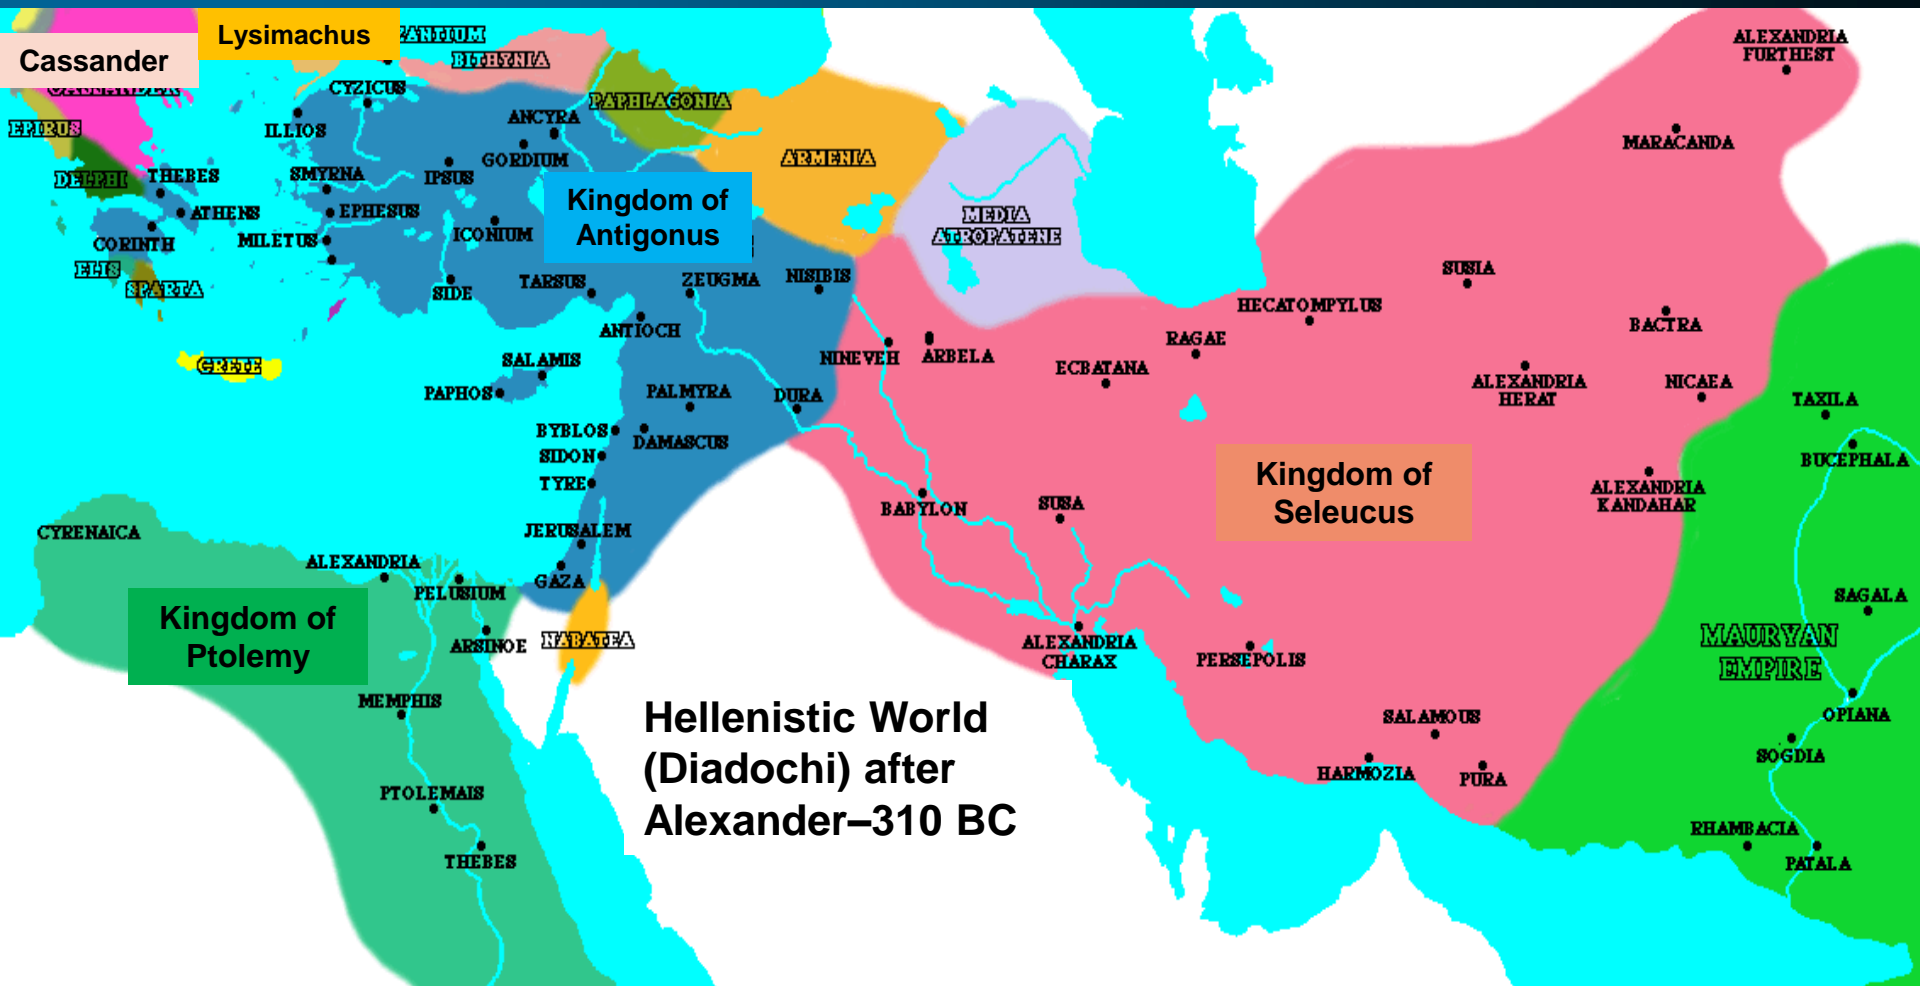 Cassander
Lysimachus
ZANTIUM
BITHYNIA
ALEXANDRIA
FURTHEST
CASSANDER
CYZICUS
PAPHLAGONIA
EPIRUS
ILLIOS
ANCYRA
GORDIUM
MARACANDA
ARMENIA
DELPHI
THEBES
SMYRNA
IPSUS
Kingdom of
Antigonus
ATHENS
EPHESUS
ICONIUM
MEDIA
ATROPATENE
CORINTH
MILETUS
ELIS
SPARTA
SIDE
TARSUS
ZEUGMA
NISIBIS
SUSIA
HECATOMPYLUS
BACTRA
ANTIOCH
NINEVEH
ARBELA
RAGAE
CRETE
SALAMIS
PAPHOS
PALMYRA
DURA
ECBATANA
ALEXANDRIA
HERAT
NICAEA
TAXILA
BYBLOS
DAMASCUS
SIDON
TYRE
BUCEPHALA
Kingdom of
Seleucus
ALEXANDRIA
KANDAHAR
BABYLON
SUSA
CYRENAICA
JERUSALEM
ALEXANDRIA
PELUSIUM
GAZA
Kingdom of
Ptolemy
ARSINOE
NABATEA
ALEXANDRIA
CHARAX
PERSEPOLIS
SAGALA
MAURYAN
EMPIRE
MEMPHIS
Hellenistic World
(Diadochi) after
Alexander–310 BC
SALAMOUS
OPIANA
SOGDIA
HARMOZIA
PURA
PTOLEMAIS
THEBES
RHAMBACIA
PATALA